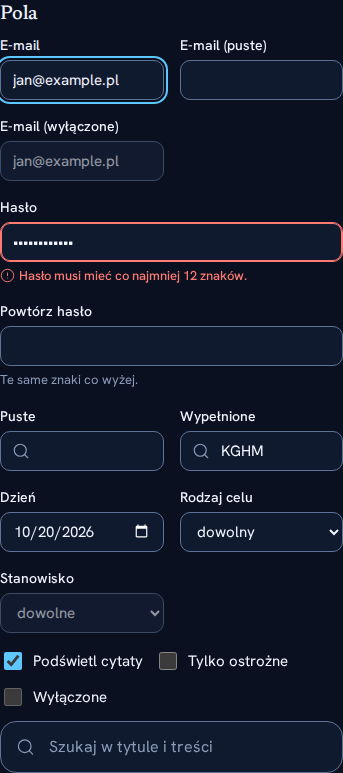 Pola
E-mail
E-mail (puste)
jan@example.pl
E-mail (wyłączone)
jan@example.pl
Hasło
••••••••••••
Hasło musi mieć co najmniej 12 znaków.
Powtórz hasło
Te same znaki co wyżej.
Puste
Wypełnione
KGHM
Dzień
Rodzaj celu
10/20/2026
dowolny
Stanowisko
dowolne
Podświetl cytaty
Tylko ostrożne
Wyłączone
Szukaj w tytule i treści